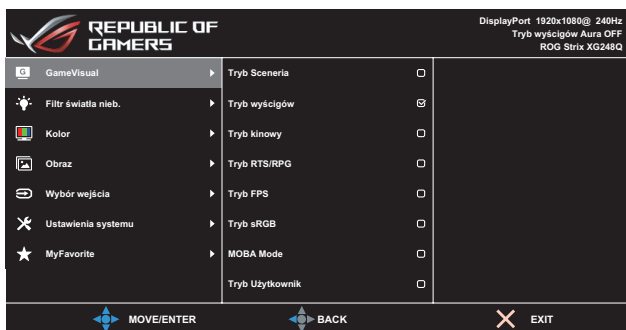 REPUBLIC OF
GAMERS
DisplayPort 1920x1080@ 240Hz
Tryb wyścigów Aura OFF
ROG Strix XG248Q
G
GameVisual
Filtr światła nieb.
Kolor
Obraz
Wybór wejścia
Ustawienia systemu
MyFavorite
Tryb Sceneria
Tryb wyścigów
Tryb kinowy
Tryb RTS/RPG
Tryb FPS
Tryb sRGB
MOBA Mode
Tryb Użytkownik
MOVE/ENTER
BACK
EXIT